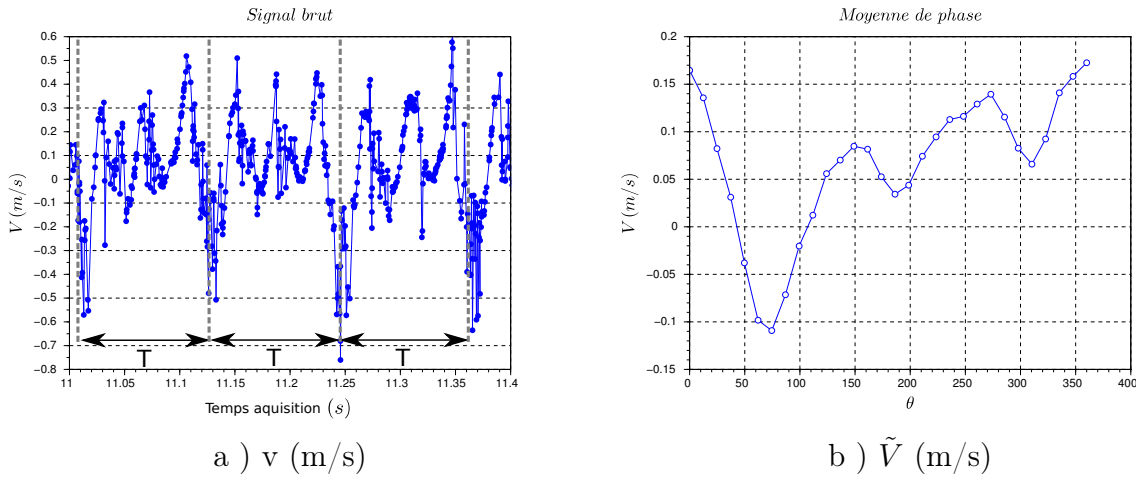 Signal brut
V (m/s)
0.6
0.5
0.4
0.3
0.2
0.1
0
−0.1
−0.2
−0.3
−0.4
−0.5
−0.6
−0.7
−0.8
T T T
11 11.05 11.1 11.15 11.2 11.25 11.3 11.35 11.4
Temps aquisition (s)
a ) v (m/s)
Moyenne de phase
V (m/s)
0.2
0.15
0.1
0.05
0
−0.05
−0.1
−0.15
0 50 100 150 200 250 300 350 400
θ
b ) Ṽ (m/s)